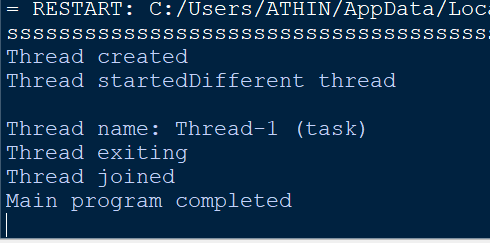 = RESTART: C:/Users/ATHIN/AppData/Loca
ssssssssssssssssssssssssssssssssssssssss
Thread created
Thread startedDifferent thread
Thread name: Thread-1 (task)
Thread exiting
Thread joined
Main program completed